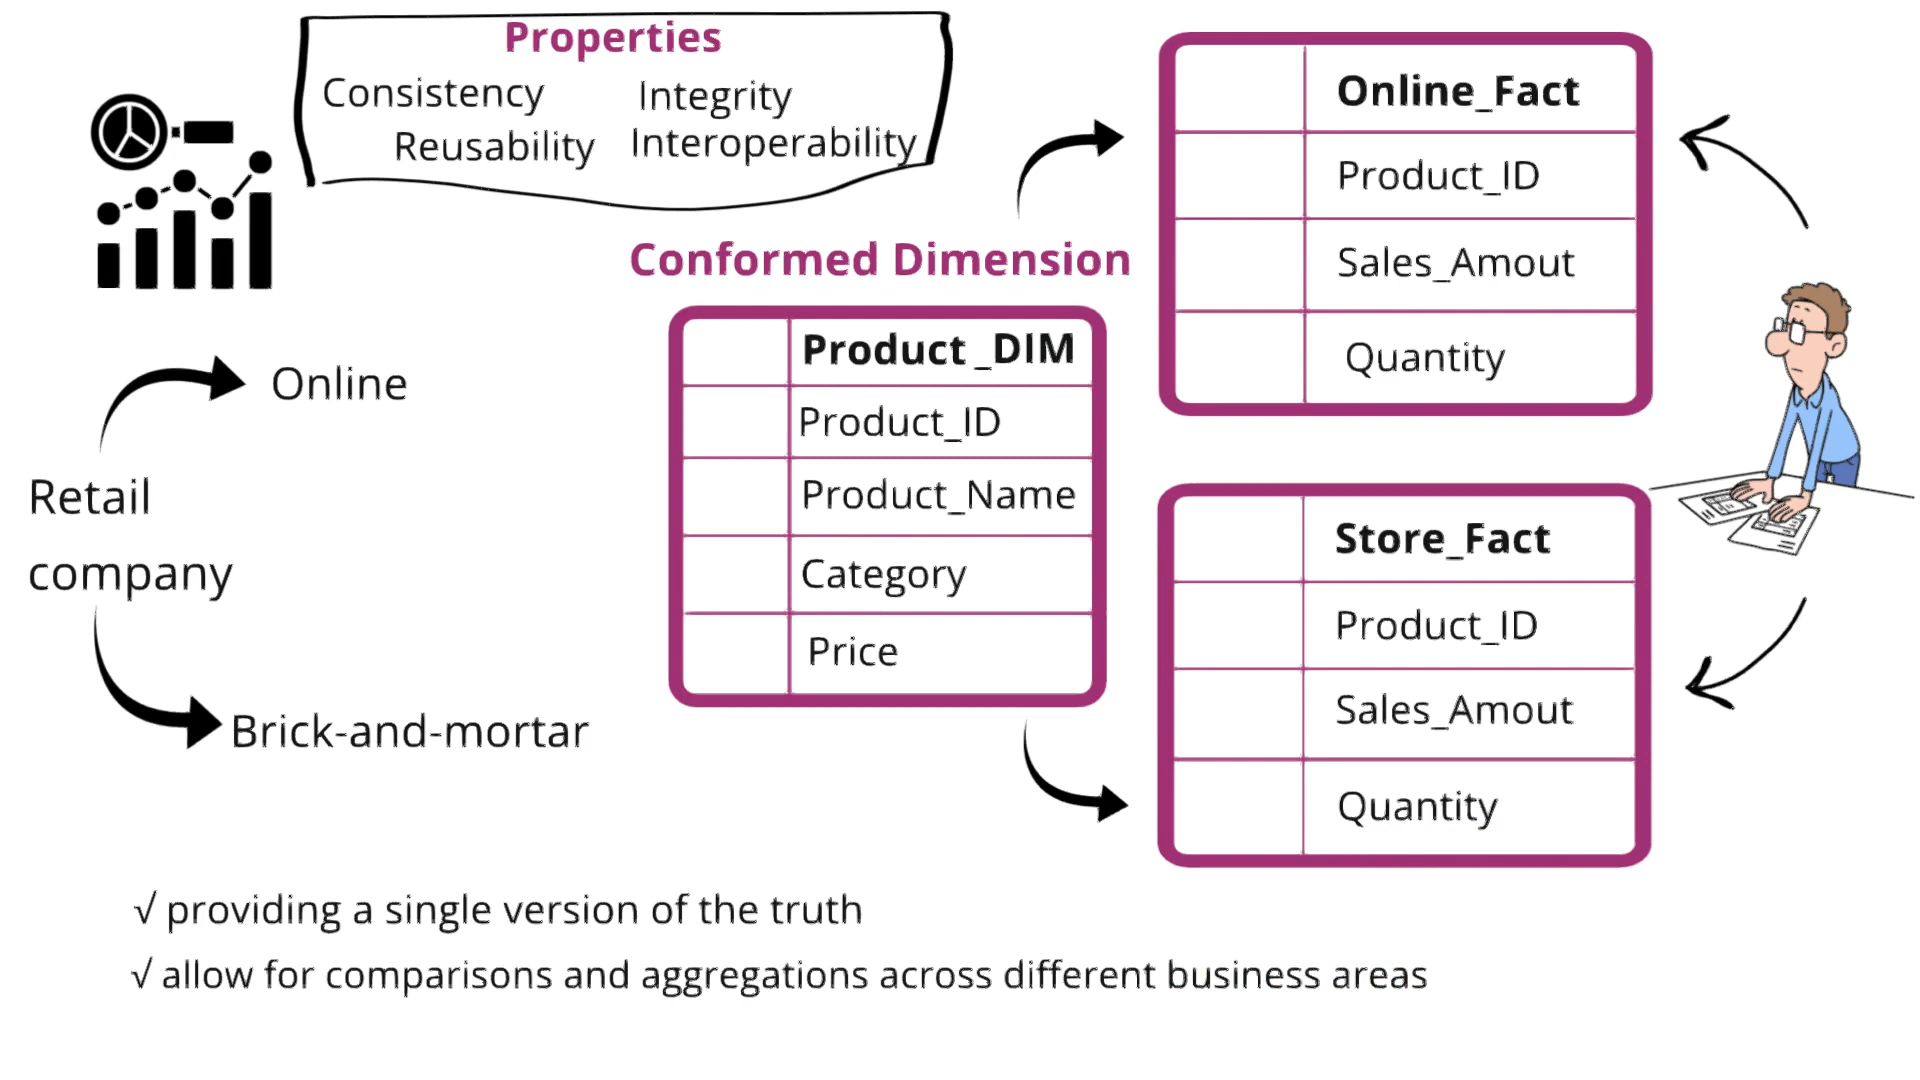 Properties
Consistency Integrity
Reusability Interoperability
Conformed Dimension
Retail
company
Online
Brick-and-mortar
Product_DIM
Product_ID
Product_Name
Category
Price
Online_Fact
Product_ID
Sales_Amout
Quantity
Store_Fact
Product_ID
Sales_Amout
Quantity
√ providing a single version of the truth
√ allow for comparisons and aggregations across different business areas